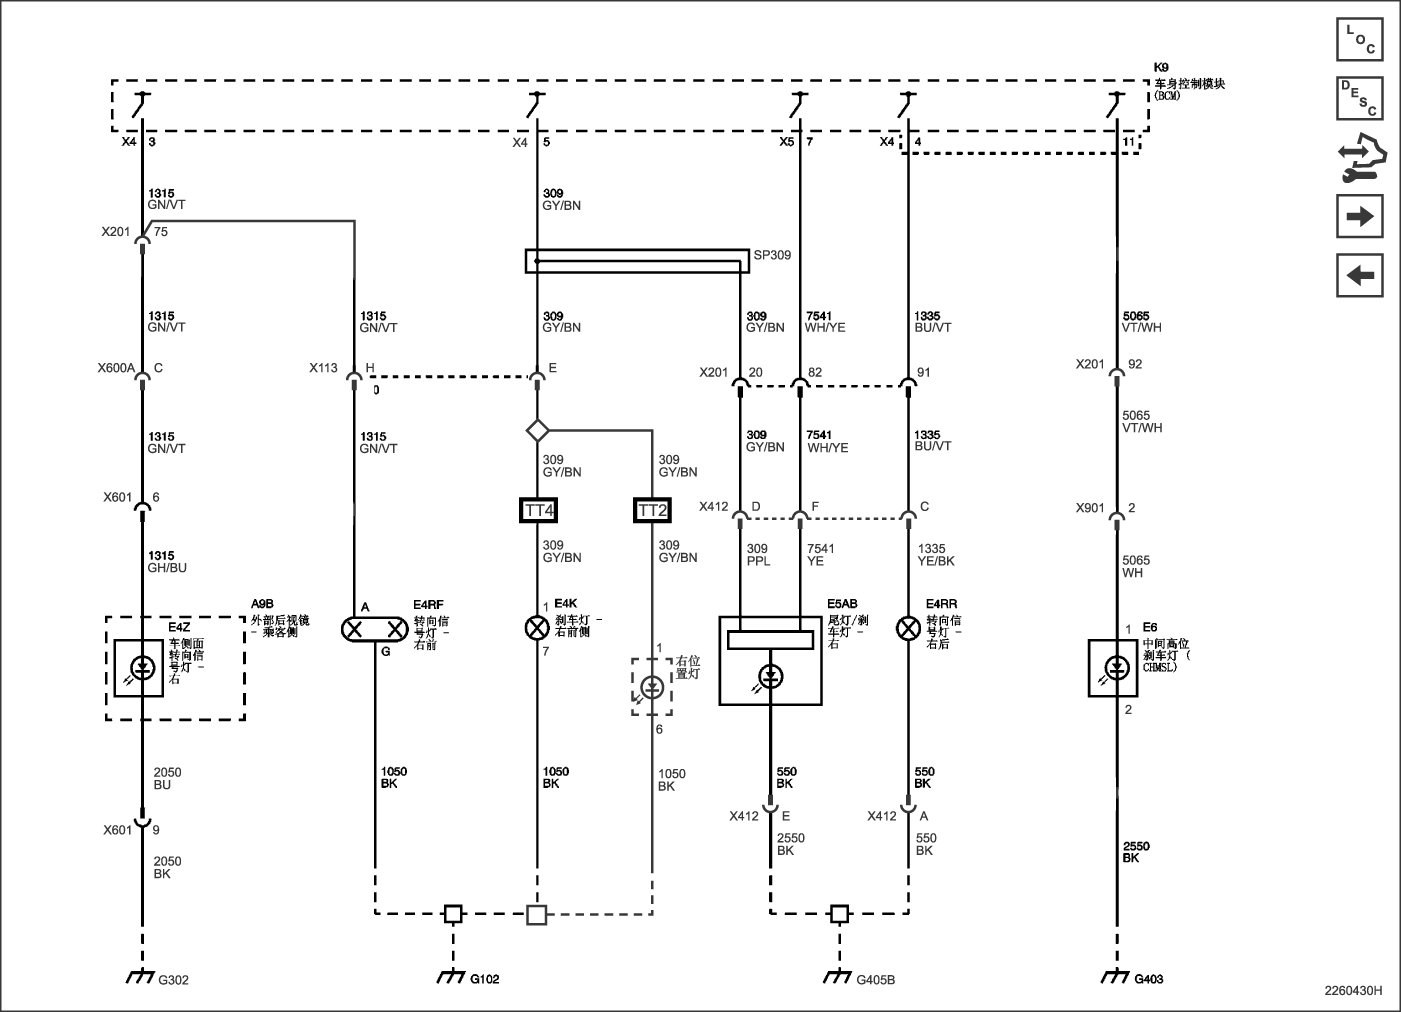 L
O
C
K9
车身控制模块
(BCM)
D
E
S
C
X4 3
X4 5
X5 7
X4 4
11
1315
GN/VT
309
GY/BN
X201 75
SP309
1315
GN/VT
1315
GN/VT
309
GY/BN
309
GY/BN
7541
WH/YE
1335
BU/VT
5065
VT/WH
X600A C
X113 H
E
X201 20
82
91
X201 92
1315
GN/VT
1315
GN/VT
309
GY/BN
7541
WH/YE
1335
BU/VT
5065
VT/WH
309
GY/BN
309
GY/BN
X601 6
TT4
TT2
X412 D
F
C
X901 2
1315
GH/BU
309
GY/BN
309
GY/BN
309
PPL
7541
YE
1335
YE/BK
5065
WH
A9B
外部后视镜
- 乘客侧
E4Z
车侧面
转向信
号灯 -
右
A
E4RF
转向信
号灯 -
右前
G
1
E4K
刹车灯 -
右前侧
7
1
右位
置灯
6
E5AB
尾灯/刹
车灯 -
右
E4RR
转向信
号灯 -
右后
1
E6
中间高位
刹车灯 (
CHMSL)
2
2050
BU
1050
BK
1050
BK
1050
BK
550
BK
550
BK
X601 9
X412 E
X412 A
2050
BK
2550
BK
550
BK
2550
BK
G302
G102
G405B
G403
2260430H